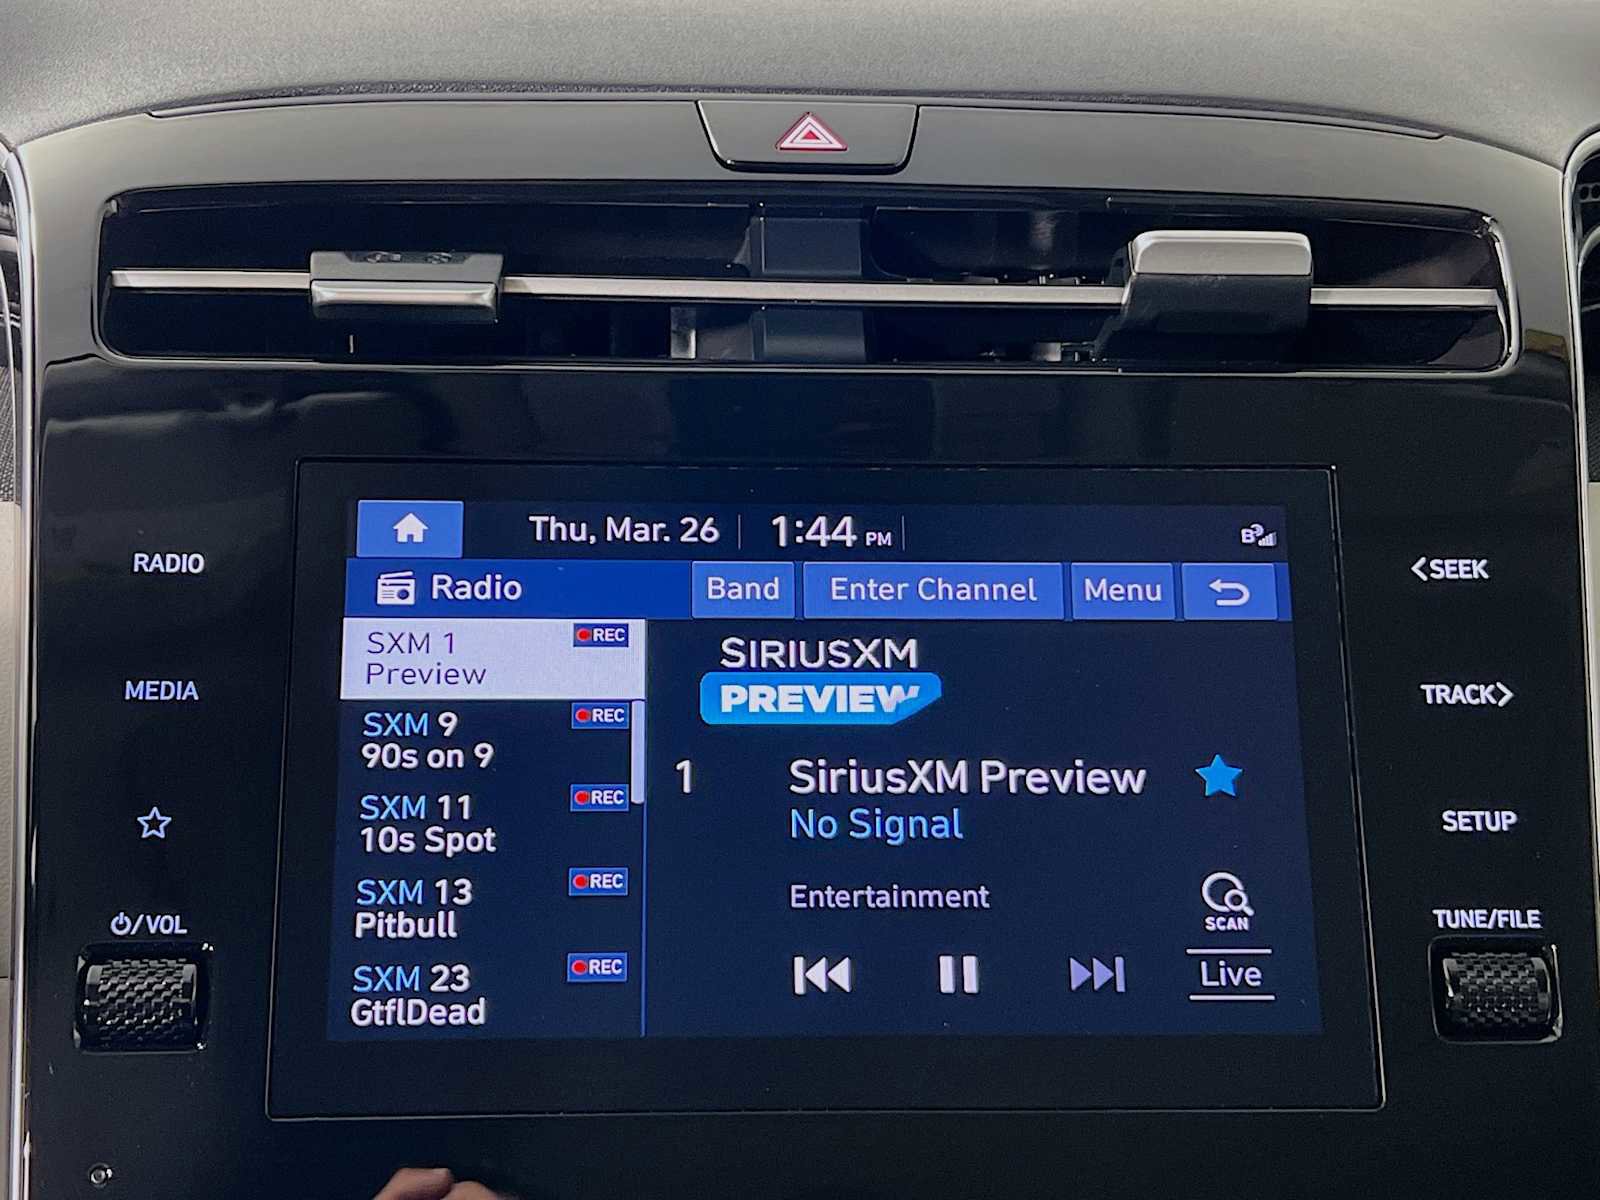 Thu, Mar. 26
1:44 PM
B
RADIO
Radio
Band
Enter Channel
Menu
<SEEK
SXM 1
REC
Preview
SIRIUSXM
PREVIEW
MEDIA
TRACK>
SXM 9
REC
90s on 9
1
SiriusXM Preview
No Signal
SXM 11
REC
10s Spot
SETUP
Entertainment
SCAN
SXM 13
REC
Pitbull
/VOL
TUNE/FILE
SXM 23
REC
GtflDead
Live